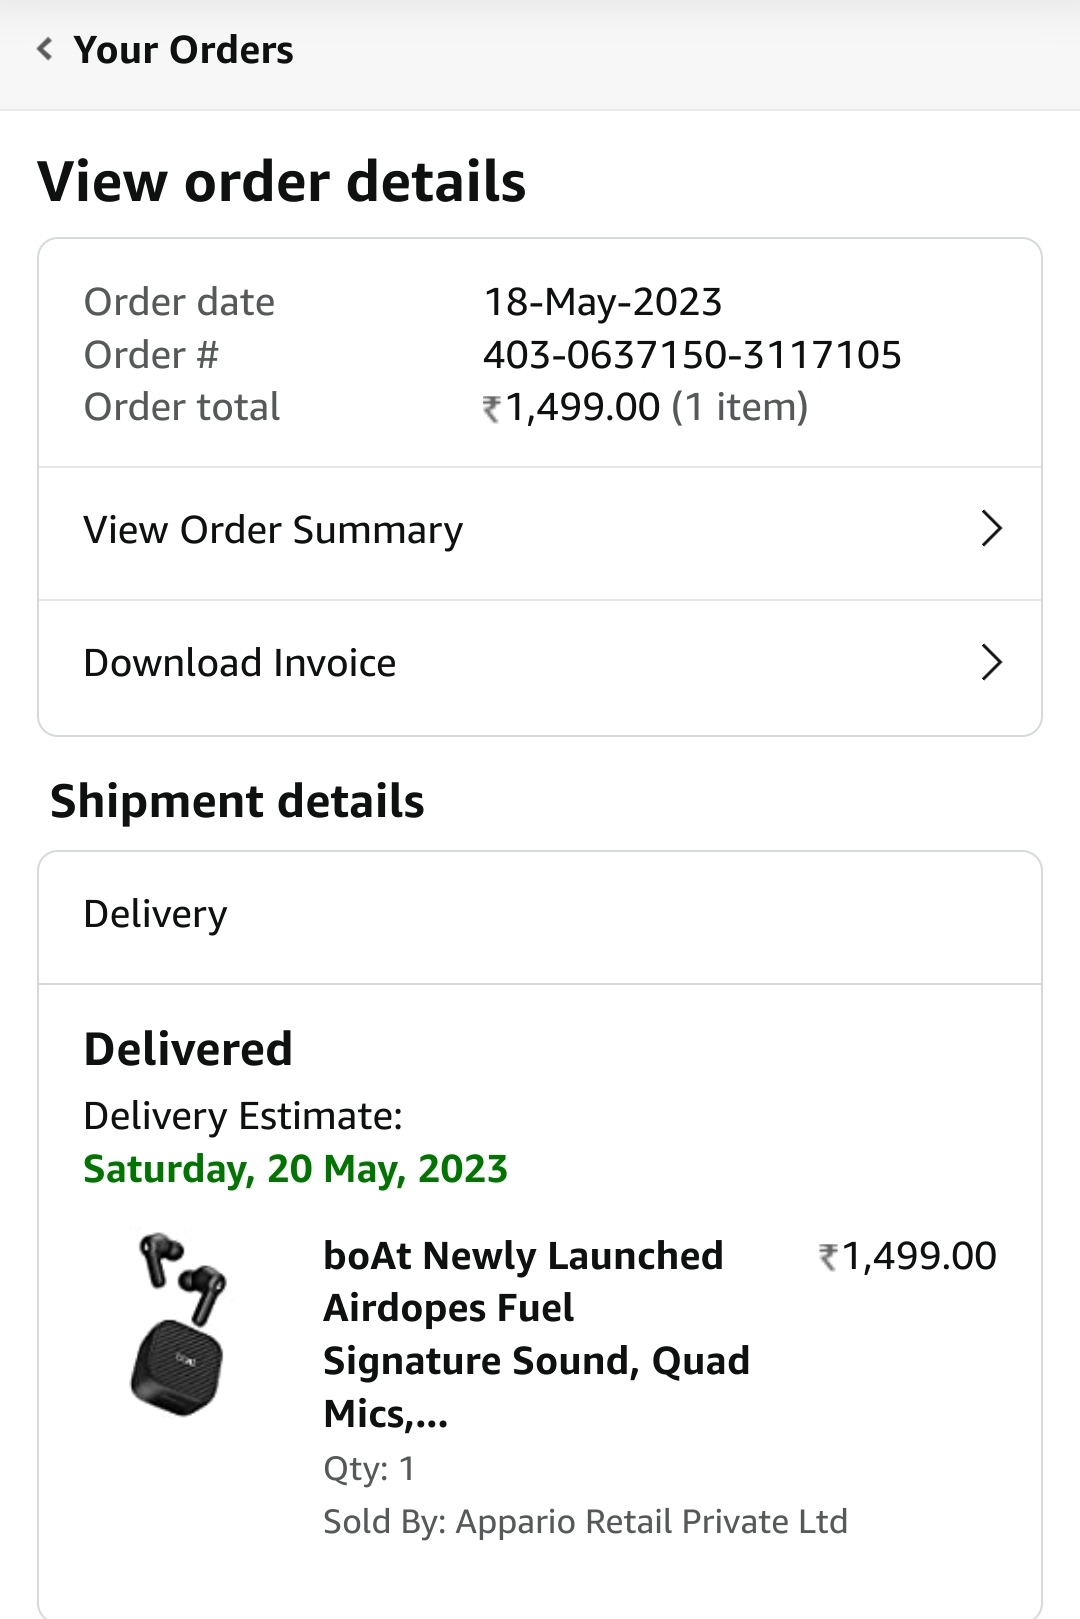 Your Orders
View order details
Order date 18-May-2023
Order # 403-0637150-3117105
Order total ₹1,499.00 (1 item)
View Order Summary
Download Invoice
Shipment details
Delivery
Delivered
Delivery Estimate:
Saturday, 20 May, 2023
boAt Newly Launched ₹1,499.00
Airdopes Fuel
Signature Sound, Quad
Mics,...
Qty: 1
Sold By: Appario Retail Private Ltd
boAt